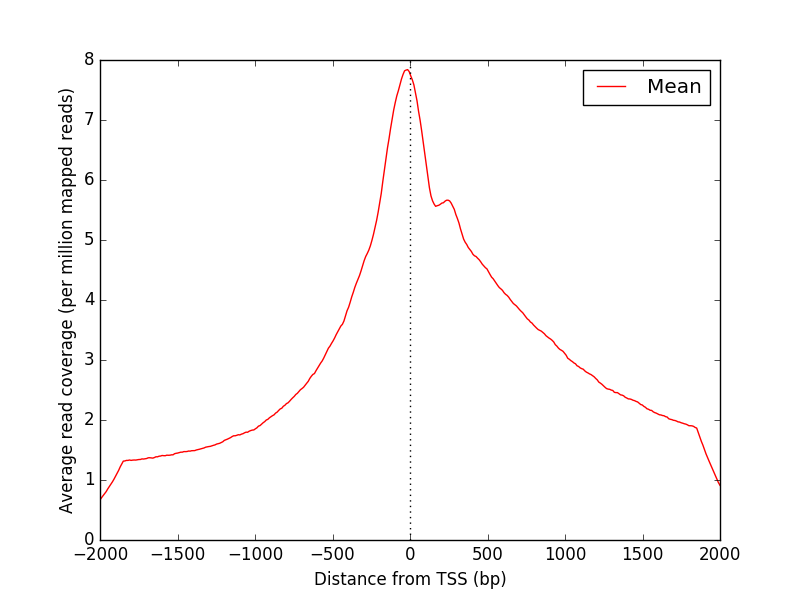 8
7
6
5
4
3
2
1
0
Average read coverage (per million mapped reads)
Mean
−2000 −1500 −1000 −500 0 500 1000 1500 2000
Distance from TSS (bp)